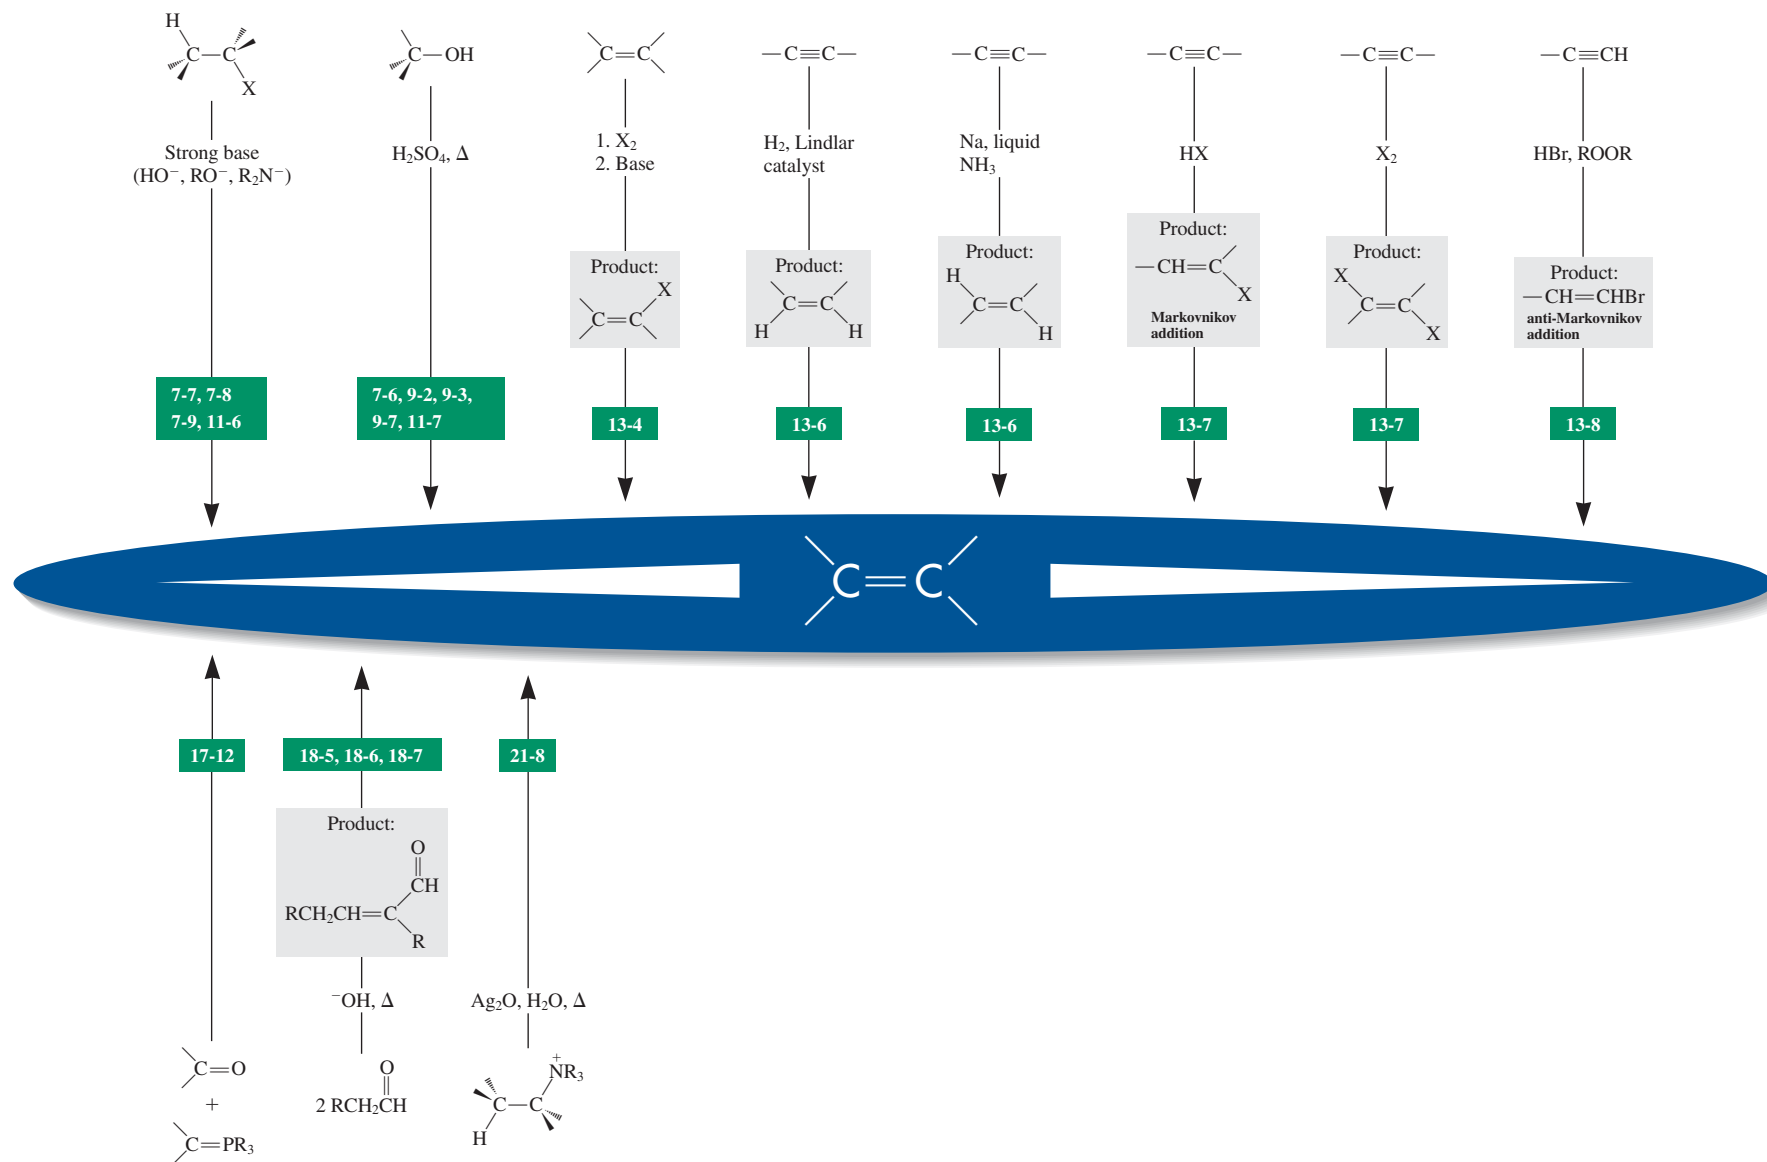 H
C—C
X
Strong base
(HO⁻, RO⁻, R₂N⁻)
7-7, 7-8
7-9, 11-6
C—OH
H₂SO₄, Δ
7-6, 9-2, 9-3,
9-7, 11-7
C=C
1. X₂
2. Base
Product:
X
C=C
13-4
—C≡C—
H₂, Lindlar
catalyst
Product:
C=C
H H
13-6
—C≡C—
Na, liquid
NH₃
Product:
H
C=C
H
13-6
—C≡C—
HX
Product:
—CH=C
X
Markovnikov
addition
13-7
—C≡C—
X₂
Product:
X
C=C
X
13-7
—C≡CH
HBr, ROOR
Product:
—CH=CHBr
anti-Markovnikov
addition
13-8
C=C
17-12
C=O
+
C=PR₃
18-5, 18-6, 18-7
Product:
O
CH
RCH₂CH=C
R
⁻OH, Δ
O
2 RCH₂CH
21-8
Ag₂O, H₂O, Δ
+
NR₃
C—C
H